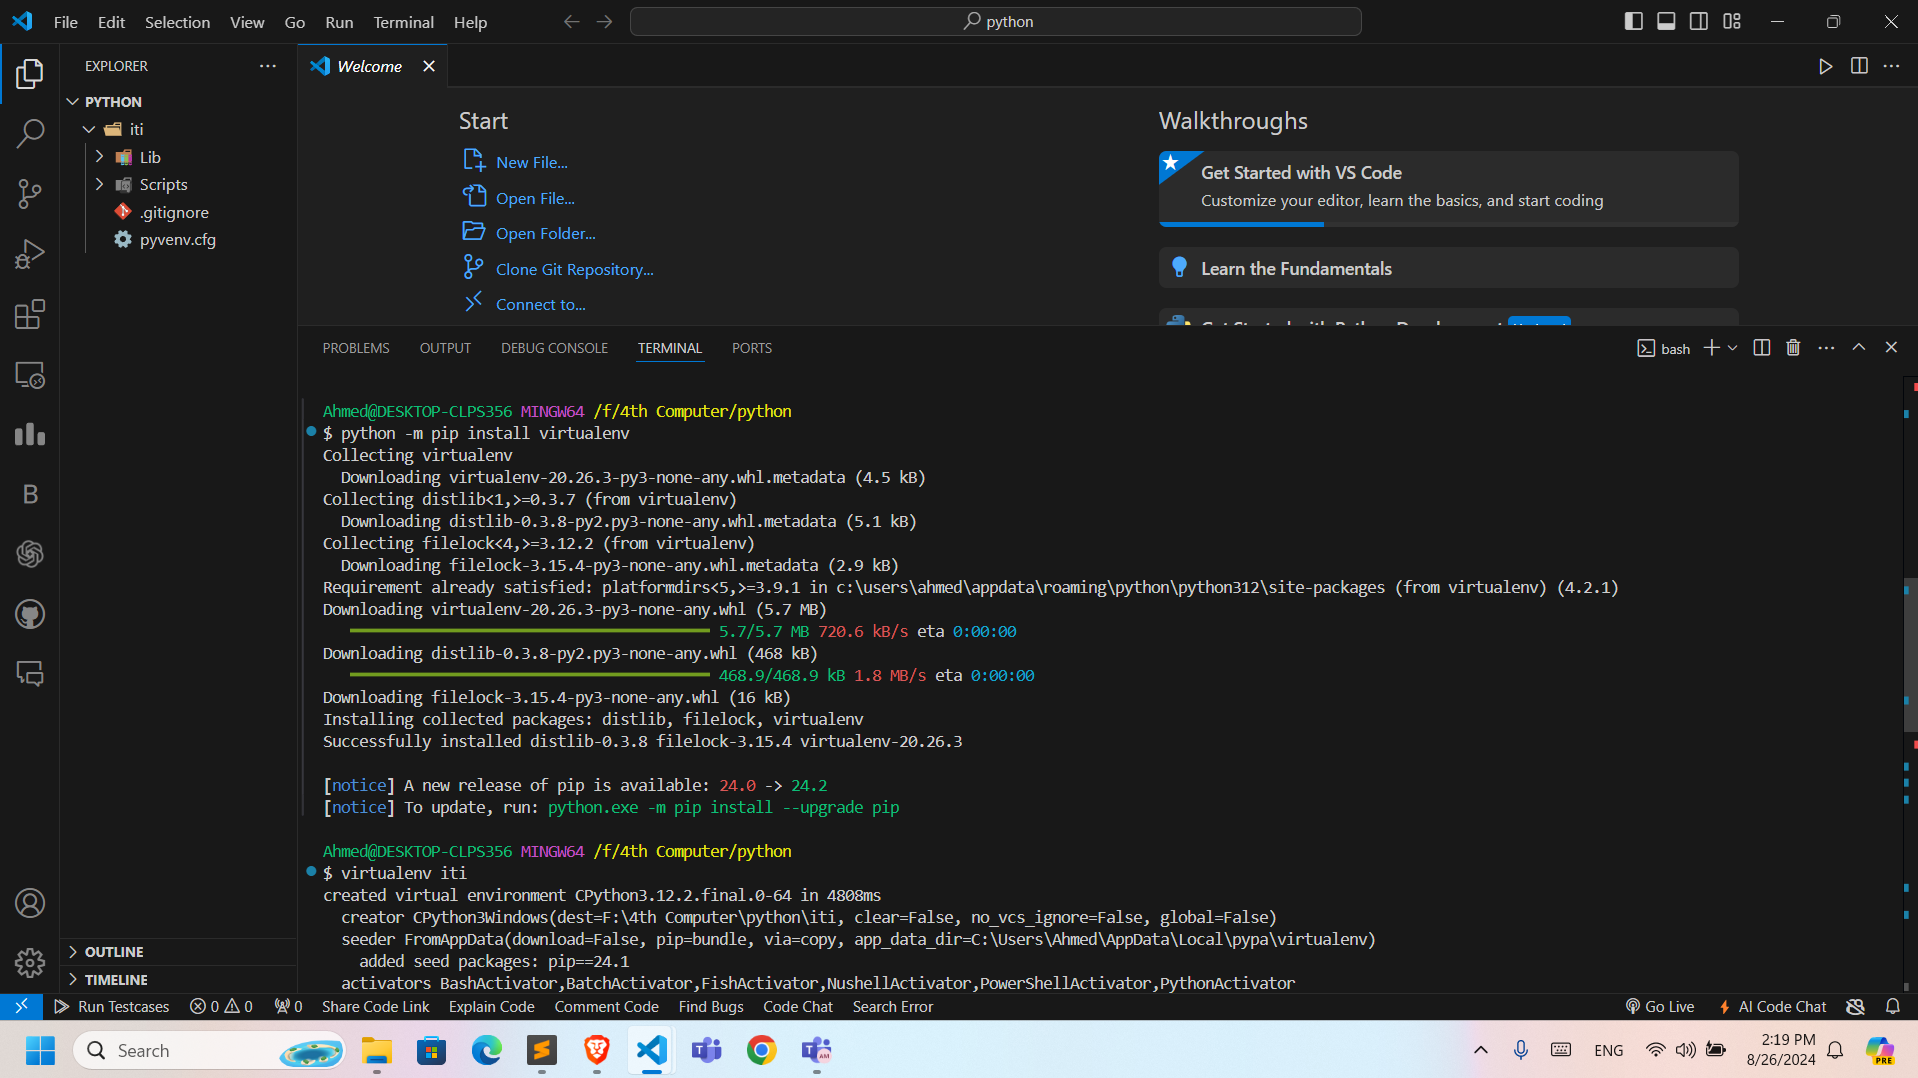 File Edit Selection View Go Run Terminal Help
python
EXPLORER
Welcome
PYTHON
iti
Lib
Scripts
.gitignore
pyvenv.cfg
Start
New File...
Open File...
Open Folder...
Clone Git Repository...
Connect to...
Walkthroughs
Get Started with VS Code
Customize your editor, learn the basics, and start coding
Learn the Fundamentals
PROBLEMS OUTPUT DEBUG CONSOLE TERMINAL PORTS
bash
Ahmed@DESKTOP-CLPS356 MINGW64 /f/4th Computer/python
$ python -m pip install virtualenv
Collecting virtualenv
Downloading virtualenv-20.26.3-py3-none-any.whl.metadata (4.5 kB)
Collecting distlib<1,>=0.3.7 (from virtualenv)
Downloading distlib-0.3.8-py2.py3-none-any.whl.metadata (5.1 kB)
Collecting filelock<4,>=3.12.2 (from virtualenv)
Downloading filelock-3.15.4-py3-none-any.whl.metadata (2.9 kB)
Requirement already satisfied: platformdirs<5,>=3.9.1 in c:\users\ahmed\appdata\roaming\python\python312\site-packages (from virtualenv) (4.2.1)
Downloading virtualenv-20.26.3-py3-none-any.whl (5.7 MB)
5.7/5.7 MB 720.6 kB/s eta 0:00:00
Downloading distlib-0.3.8-py2.py3-none-any.whl (468 kB)
468.9/468.9 kB 1.8 MB/s eta 0:00:00
Downloading filelock-3.15.4-py3-none-any.whl (16 kB)
Installing collected packages: distlib, filelock, virtualenv
Successfully installed distlib-0.3.8 filelock-3.15.4 virtualenv-20.26.3
[notice] A new release of pip is available: 24.0 -> 24.2
[notice] To update, run: python.exe -m pip install --upgrade pip
Ahmed@DESKTOP-CLPS356 MINGW64 /f/4th Computer/python
$ virtualenv iti
created virtual environment CPython3.12.2.final.0-64 in 4808ms
creator CPython3Windows(dest=F:\4th Computer\python\iti, clear=False, no_vcs_ignore=False, global=False)
seeder FromAppData(download=False, pip=bundle, via=copy, app_data_dir=C:\Users\Ahmed\AppData\Local\pypa\virtualenv)
added seed packages: pip==24.1
activators BashActivator,BatchActivator,FishActivator,NushellActivator,PowerShellActivator,PythonActivator
OUTLINE
TIMELINE
Run Testcases 0 0 0 Share Code Link Explain Code Comment Code Find Bugs Code Chat Search Error Go Live AI Code Chat
Search
ENG
2:19 PM
8/26/2024
PRE